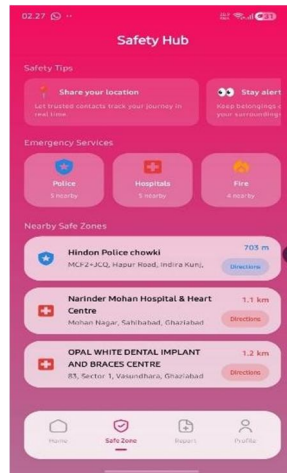 02.27
Safety Hub
Safety Tips
Share your location
Let trusted contacts track your journey in
real time.
Stay alert
Keep belongings
your surroundings
Emergency Services
Police
3 nearby
Hospitals
5 nearby
Fire
4 nearby
Nearby Safe Zones
Hindon Police chowki
703 m
MCF2+JCQ, Hapur Road, Indira Kunj,
Directions
Narinder Mohan Hospital & Heart
Centre
1.1 km
Mohan Nagar, Sahibabad, Ghaziabad
Directions
OPAL WHITE DENTAL IMPLANT
AND BRACES CENTRE
1.2 km
83, Sector 1, Vasundhara, Ghaziabad
Directions
Home
Safe Zone
Report
Profile